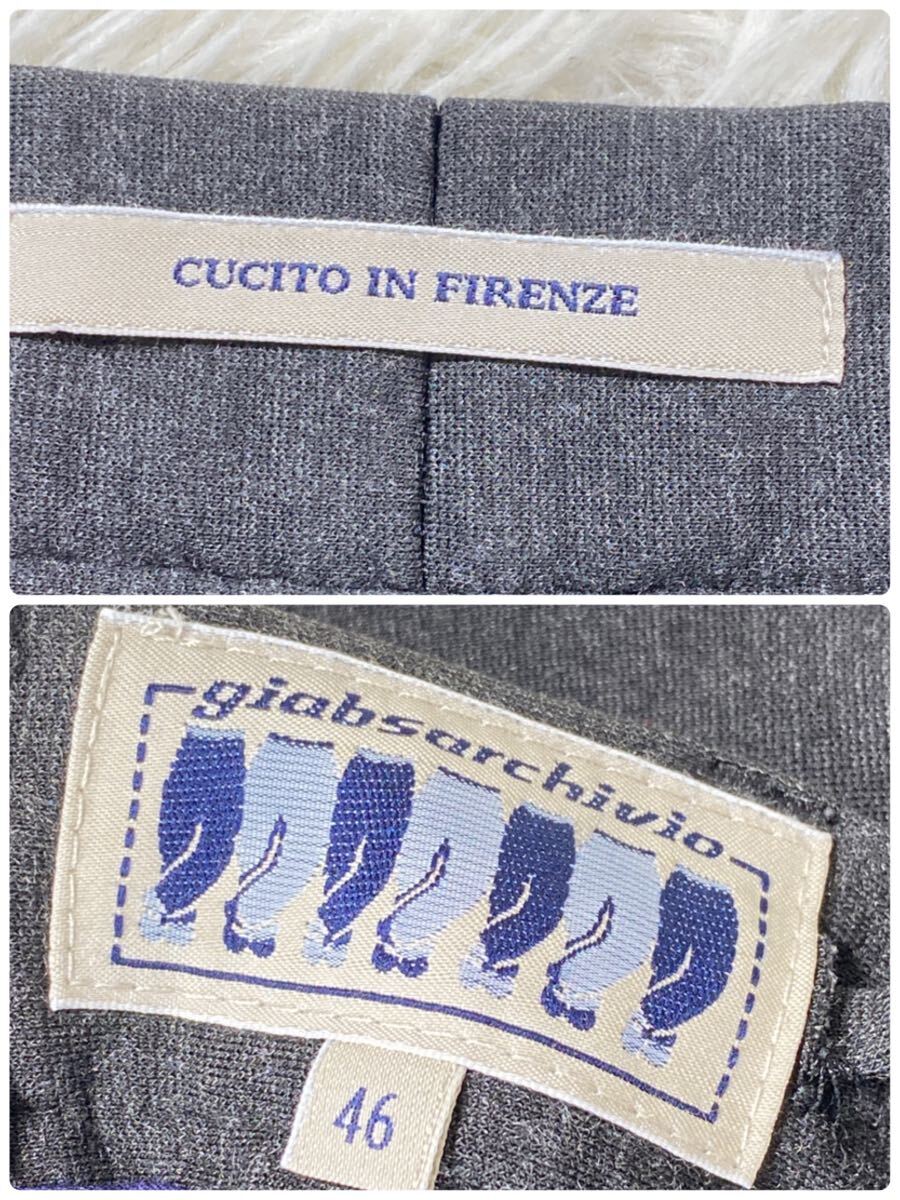 CUCITO IN FIRENZE
giabsarchivio
46